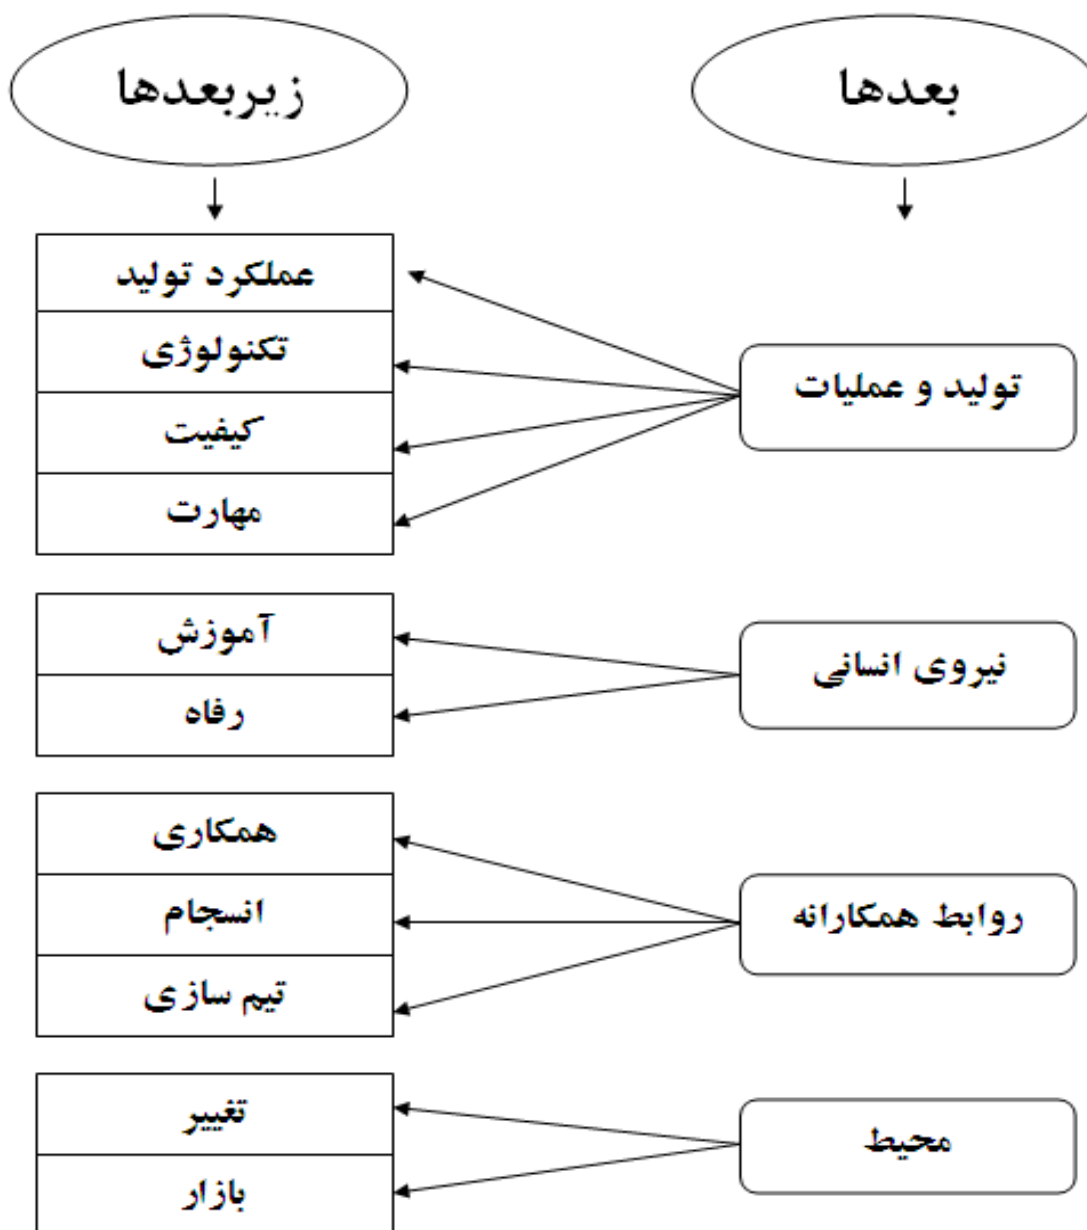 بعدها
زیربعدها
تولید و عملیات
عملکرد تولید
تکنولوژی
کیفیت
مهارت
نیروی انسانی
آموزش
رفاه
روابط همکارانه
همکاری
انسجام
تیم سازی
محیط
تغییر
بازار